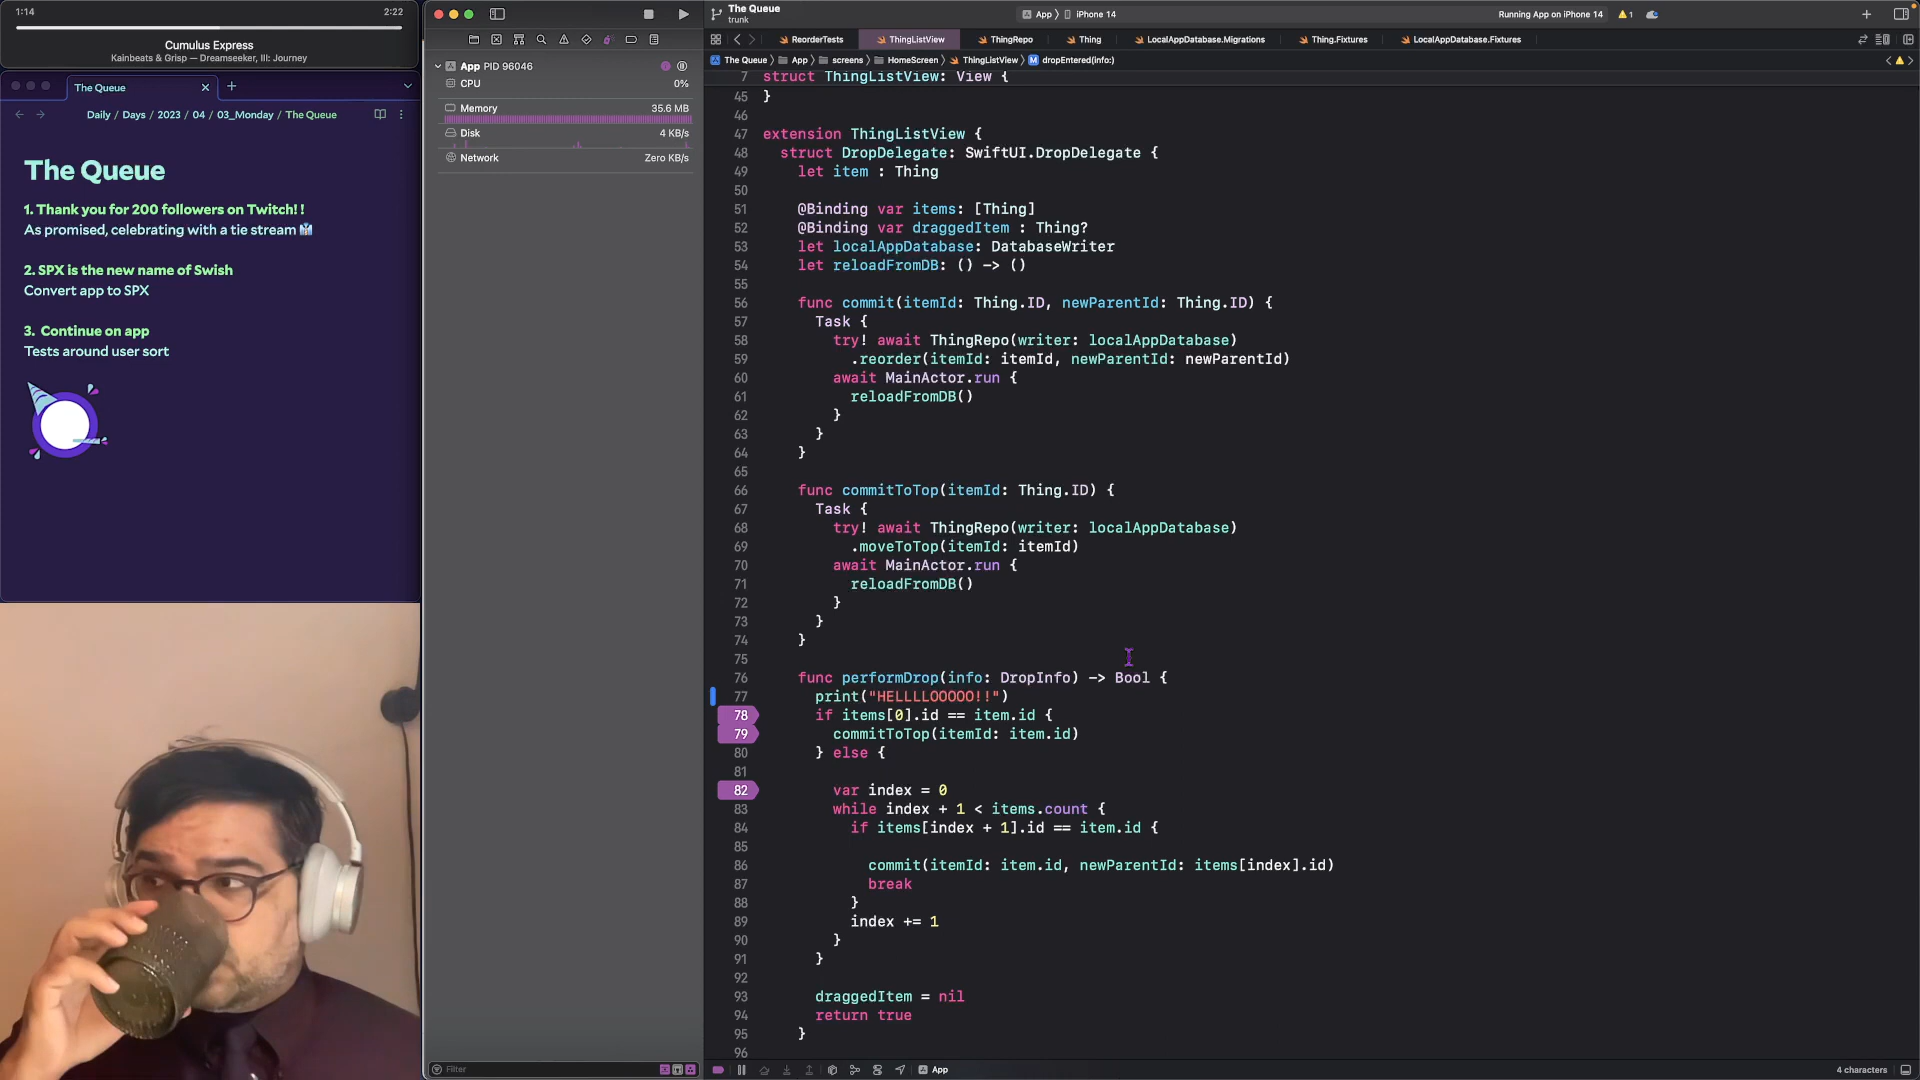 1:14
2:22
Cumulus Express
Kainbeats & Grisp — Dreamseeker, III: Journey
The Queue
Daily / Days / 2023 / 04 / 03_Monday / The Queue
The Queue
1. Thank you for 200 followers on Twitch! !
As promised, celebrating with a tie stream
2. SPX is the new name of Swish
Convert app to SPX
3. Continue on app
Tests around user sort
App PID 96046
CPU 0%
Memory 35.6 MB
Disk 4 KB/s
Network Zero KB/s
Filter
The Queue
trunk
App
iPhone 14
Running App on iPhone 14
1
ReorderTests
ThingListView
ThingRepo
Thing
LocalAppDatabase.Migrations
Thing.Fixtures
LocalAppDatabase.Fixtures
The Queue
App
screens
HomeScreen
ThingListView
M
dropEntered(info:)
7 struct ThingListView: View {
45 }
46
47 extension ThingListView {
48 struct DropDelegate: SwiftUI.DropDelegate {
49 let item : Thing
50
51 @Binding var items: [Thing]
52 @Binding var draggedItem : Thing?
53 let localAppDatabase: DatabaseWriter
54 let reloadFromDB: () -> ()
55
56 func commit(itemId: Thing.ID, newParentId: Thing.ID) {
57 Task {
58 try! await ThingRepo(writer: localAppDatabase)
59 .reorder(itemId: itemId, newParentId: newParentId)
60 await MainActor.run {
61 reloadFromDB()
62 }
63 }
64 }
65
66 func commitToTop(itemId: Thing.ID) {
67 Task {
68 try! await ThingRepo(writer: localAppDatabase)
69 .moveToTop(itemId: itemId)
70 await MainActor.run {
71 reloadFromDB()
72 }
73 }
74 }
75
76 func performDrop(info: DropInfo) -> Bool {
77 print("HELLLLOOOOO!!")
78 if items[0].id == item.id {
79 commitToTop(itemId: item.id)
80 } else {
81
82 var index = 0
83 while index + 1 < items.count {
84 if items[index + 1].id == item.id {
85
86 commit(itemId: item.id, newParentId: items[index].id)
87 break
88 }
89 index += 1
90 }
91 }
92
93 draggedItem = nil
94 return true
95 }
96
App
4 characters